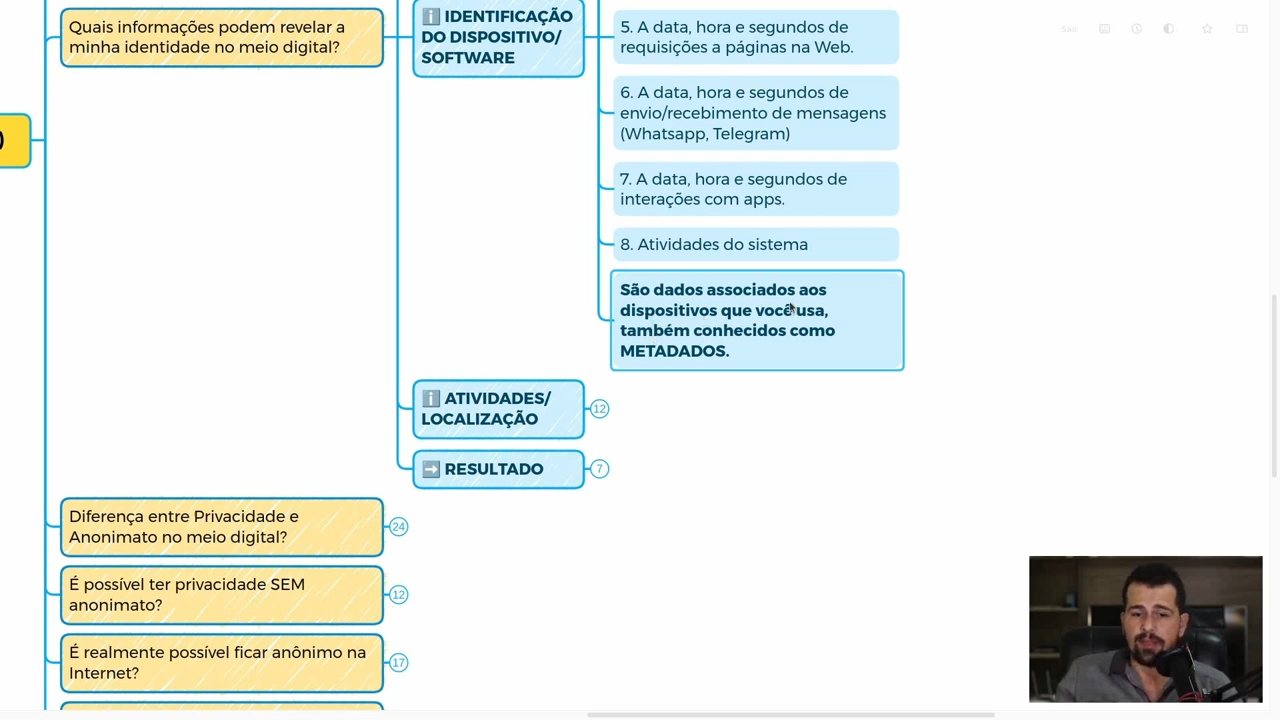 Quais informações podem revelar a
minha identidade no meio digital?
ℹ️ IDENTIFICAÇÃO
DO DISPOSITIVO/
SOFTWARE
5. A data, hora e segundos de
requisições a páginas na Web.
6. A data, hora e segundos de
envio/recebimento de mensagens
(Whatsapp, Telegram)
7. A data, hora e segundos de
interações com apps.
8. Atividades do sistema
São dados associados aos
dispositivos que você usa,
também conhecidos como
METADADOS.
ℹ️ ATIVIDADES/
LOCALIZAÇÃO
12
➡️ RESULTADO
7
Diferença entre Privacidade e
Anonimato no meio digital?
24
É possível ter privacidade SEM
anonimato?
12
É realmente possível ficar anônimo na
Internet?
17
)
Sair